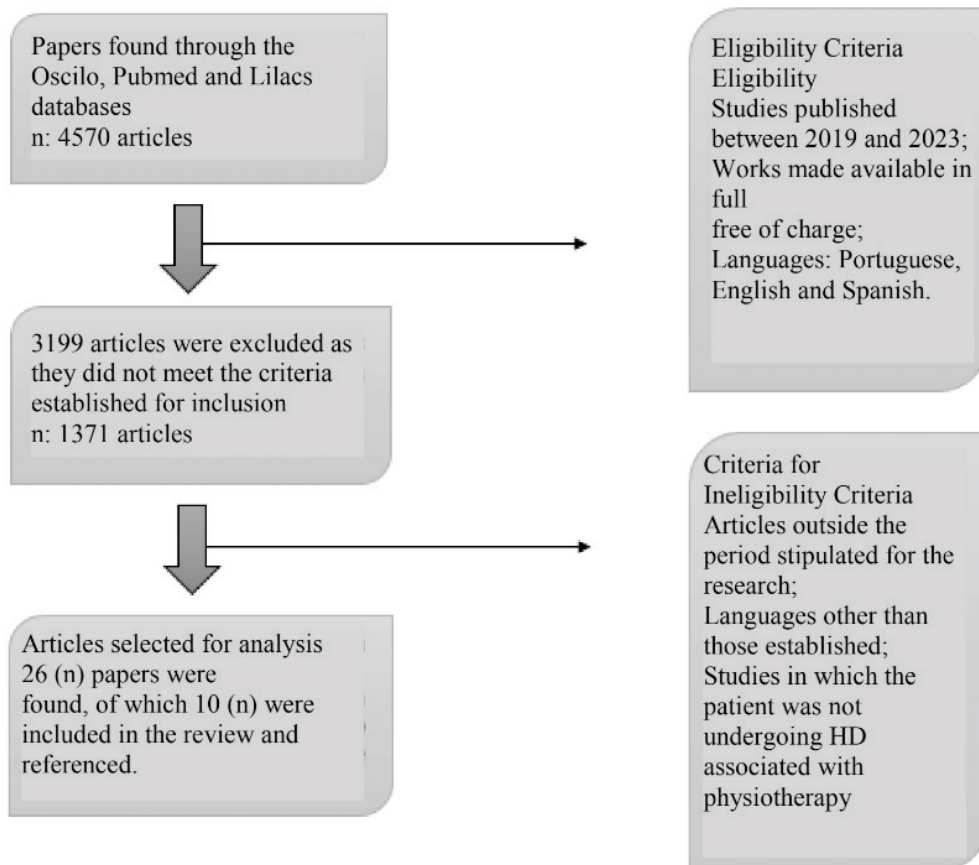 Papers found through the
Oscilo, Pubmed and Lilacs
databases
n: 4570 articles
Eligibility Criteria
Eligibility
Studies published
between 2019 and 2023;
Works made available in
full
free of charge;
Languages: Portuguese,
English and Spanish.
3199 articles were excluded as
they did not meet the criteria
established for inclusion
n: 1371 articles
Criteria for
Ineligibility Criteria
Articles outside the
period stipulated for the
research;
Languages other than
those established;
Studies in which the
patient was not
undergoing HD
associated with
physiotherapy
Articles selected for analysis
26 (n) papers were
found, of which 10 (n) were
included in the review and
referenced.